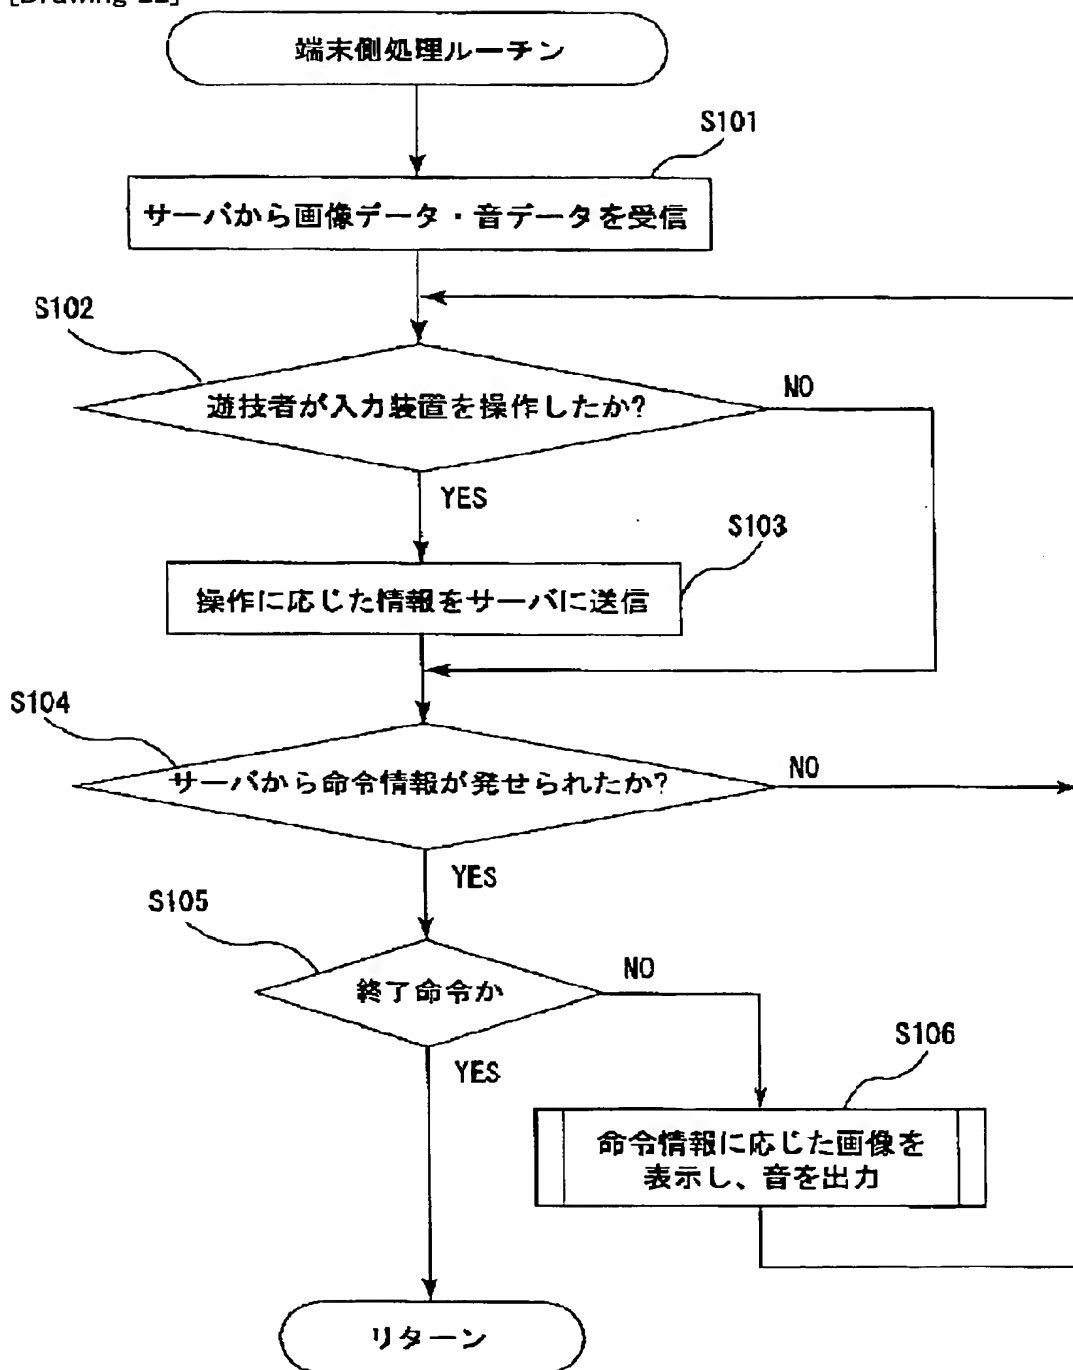 端末側処理ルーチン
S101
サーバから画像データ・音データを受信
S102
遊技者が入力装置を操作したか?
NO
YES
S103
操作に応じた情報をサーバに送信
S104
サーバから命令情報が発せられたか?
NO
YES
S105
終了命令か
NO
YES
S106
命令情報に応じた画像を
表示し、音を出力
リターン